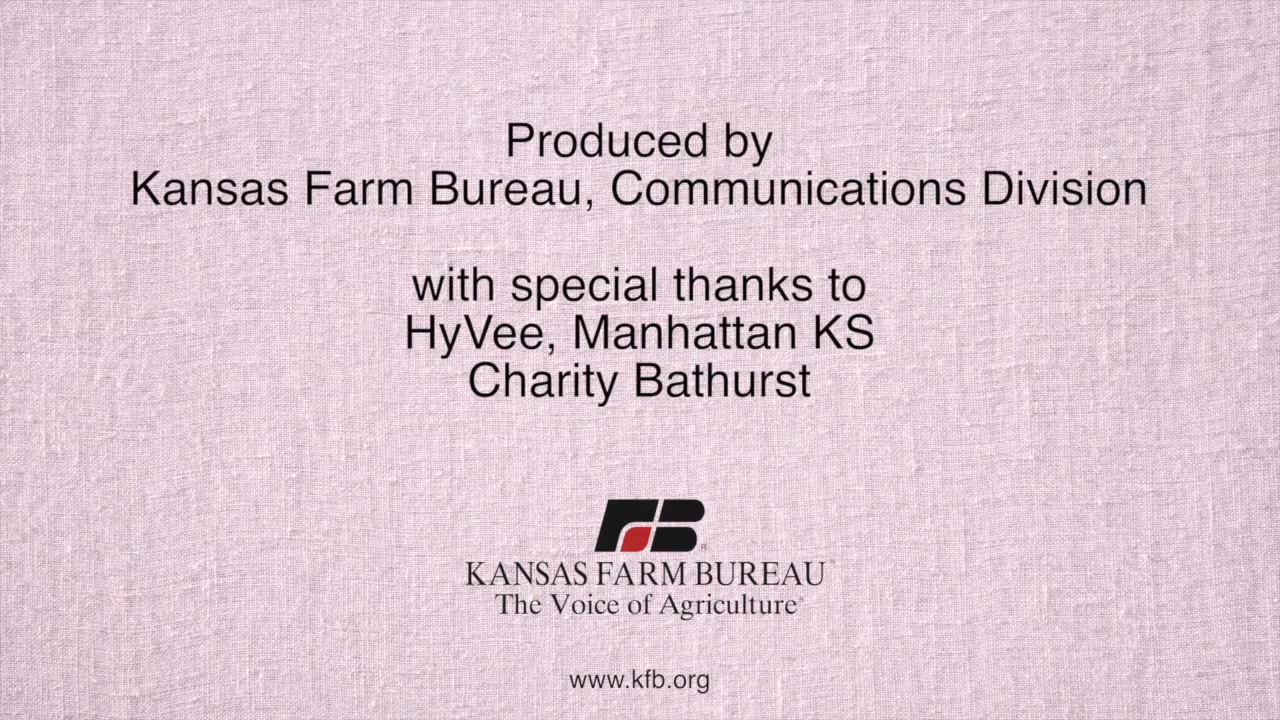 Produced by
Kansas Farm Bureau, Communications Division
with special thanks to
HyVee, Manhattan KS
Charity Bathurst
FB®
KANSAS FARM BUREAU®
The Voice of Agriculture®
www.kfb.org